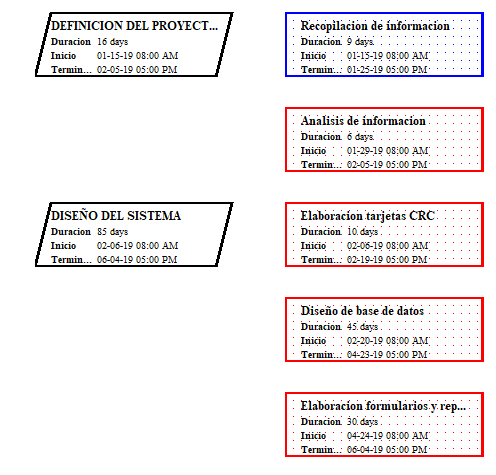 DEFINICION DEL PROYECT...
Duracion 16 days
Inicio 01-15-19 08:00 AM
Termin... 02-05-19 05:00 PM
Recopilacion de informacion
Duracion 9 days
Inicio 01-15-19 08:00 AM
Termin... 01-25-19 05:00 PM
Analisis de informacion
Duracion 6 days
Inicio 01-29-19 08:00 AM
Termin... 02-05-19 05:00 PM
DISEÑO DEL SISTEMA
Duracion 85 days
Inicio 02-06-19 08:00 AM
Termin... 06-04-19 05:00 PM
Elaboracion tarjetas CRC
Duracion 10 days
Inicio 02-06-19 08:00 AM
Termin... 02-19-19 05:00 PM
Diseño de base de datos
Duracion 45 days
Inicio 02-20-19 08:00 AM
Termin... 04-23-19 05:00 PM
Elaboracion formularios y rep...
Duracion 30 days
Inicio 04-24-19 08:00 AM
Termin... 06-04-19 05:00 PM